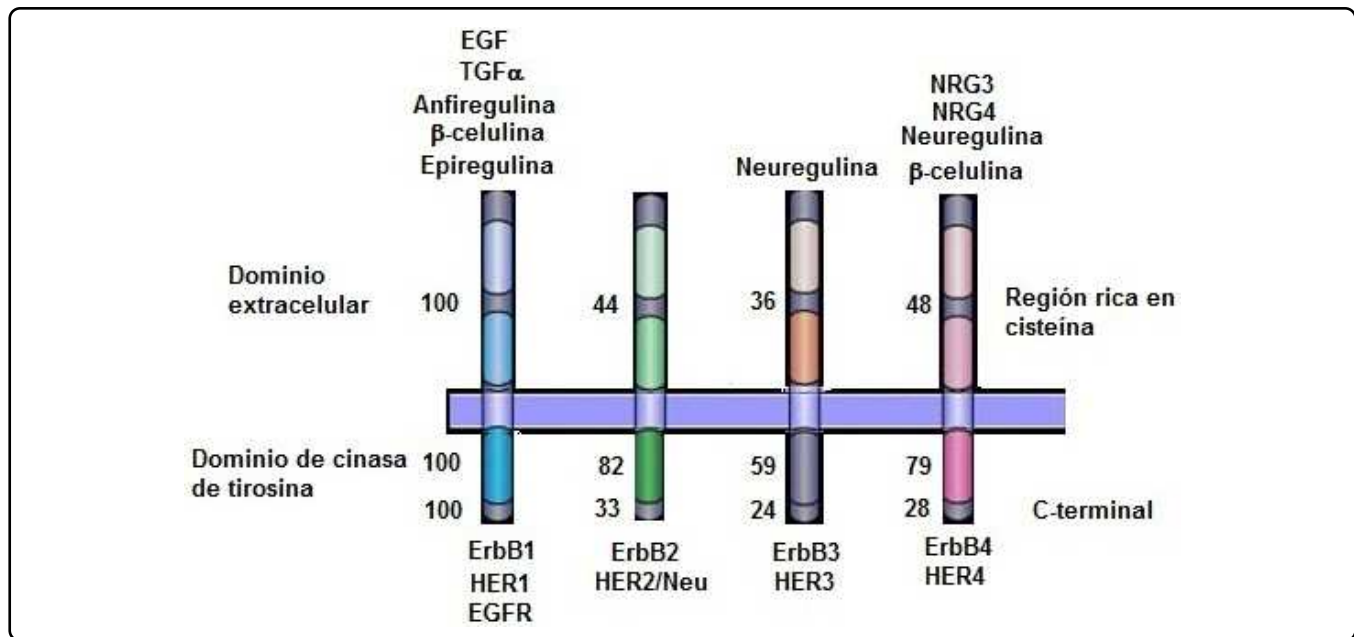 EGF
TGFα
Anfiregulina
β-celulina
Epiregulina
Neuregulina
NRG3
NRG4
Neuregulina
β-celulina
Dominio
extracelular
100
44
36
48
Región rica en
cisteína
Dominio de cinasa
de tirosina
100
82
59
79
100
33
24
28
C-terminal
ErbB1
HER1
EGFR
ErbB2
HER2/Neu
ErbB3
HER3
ErbB4
HER4